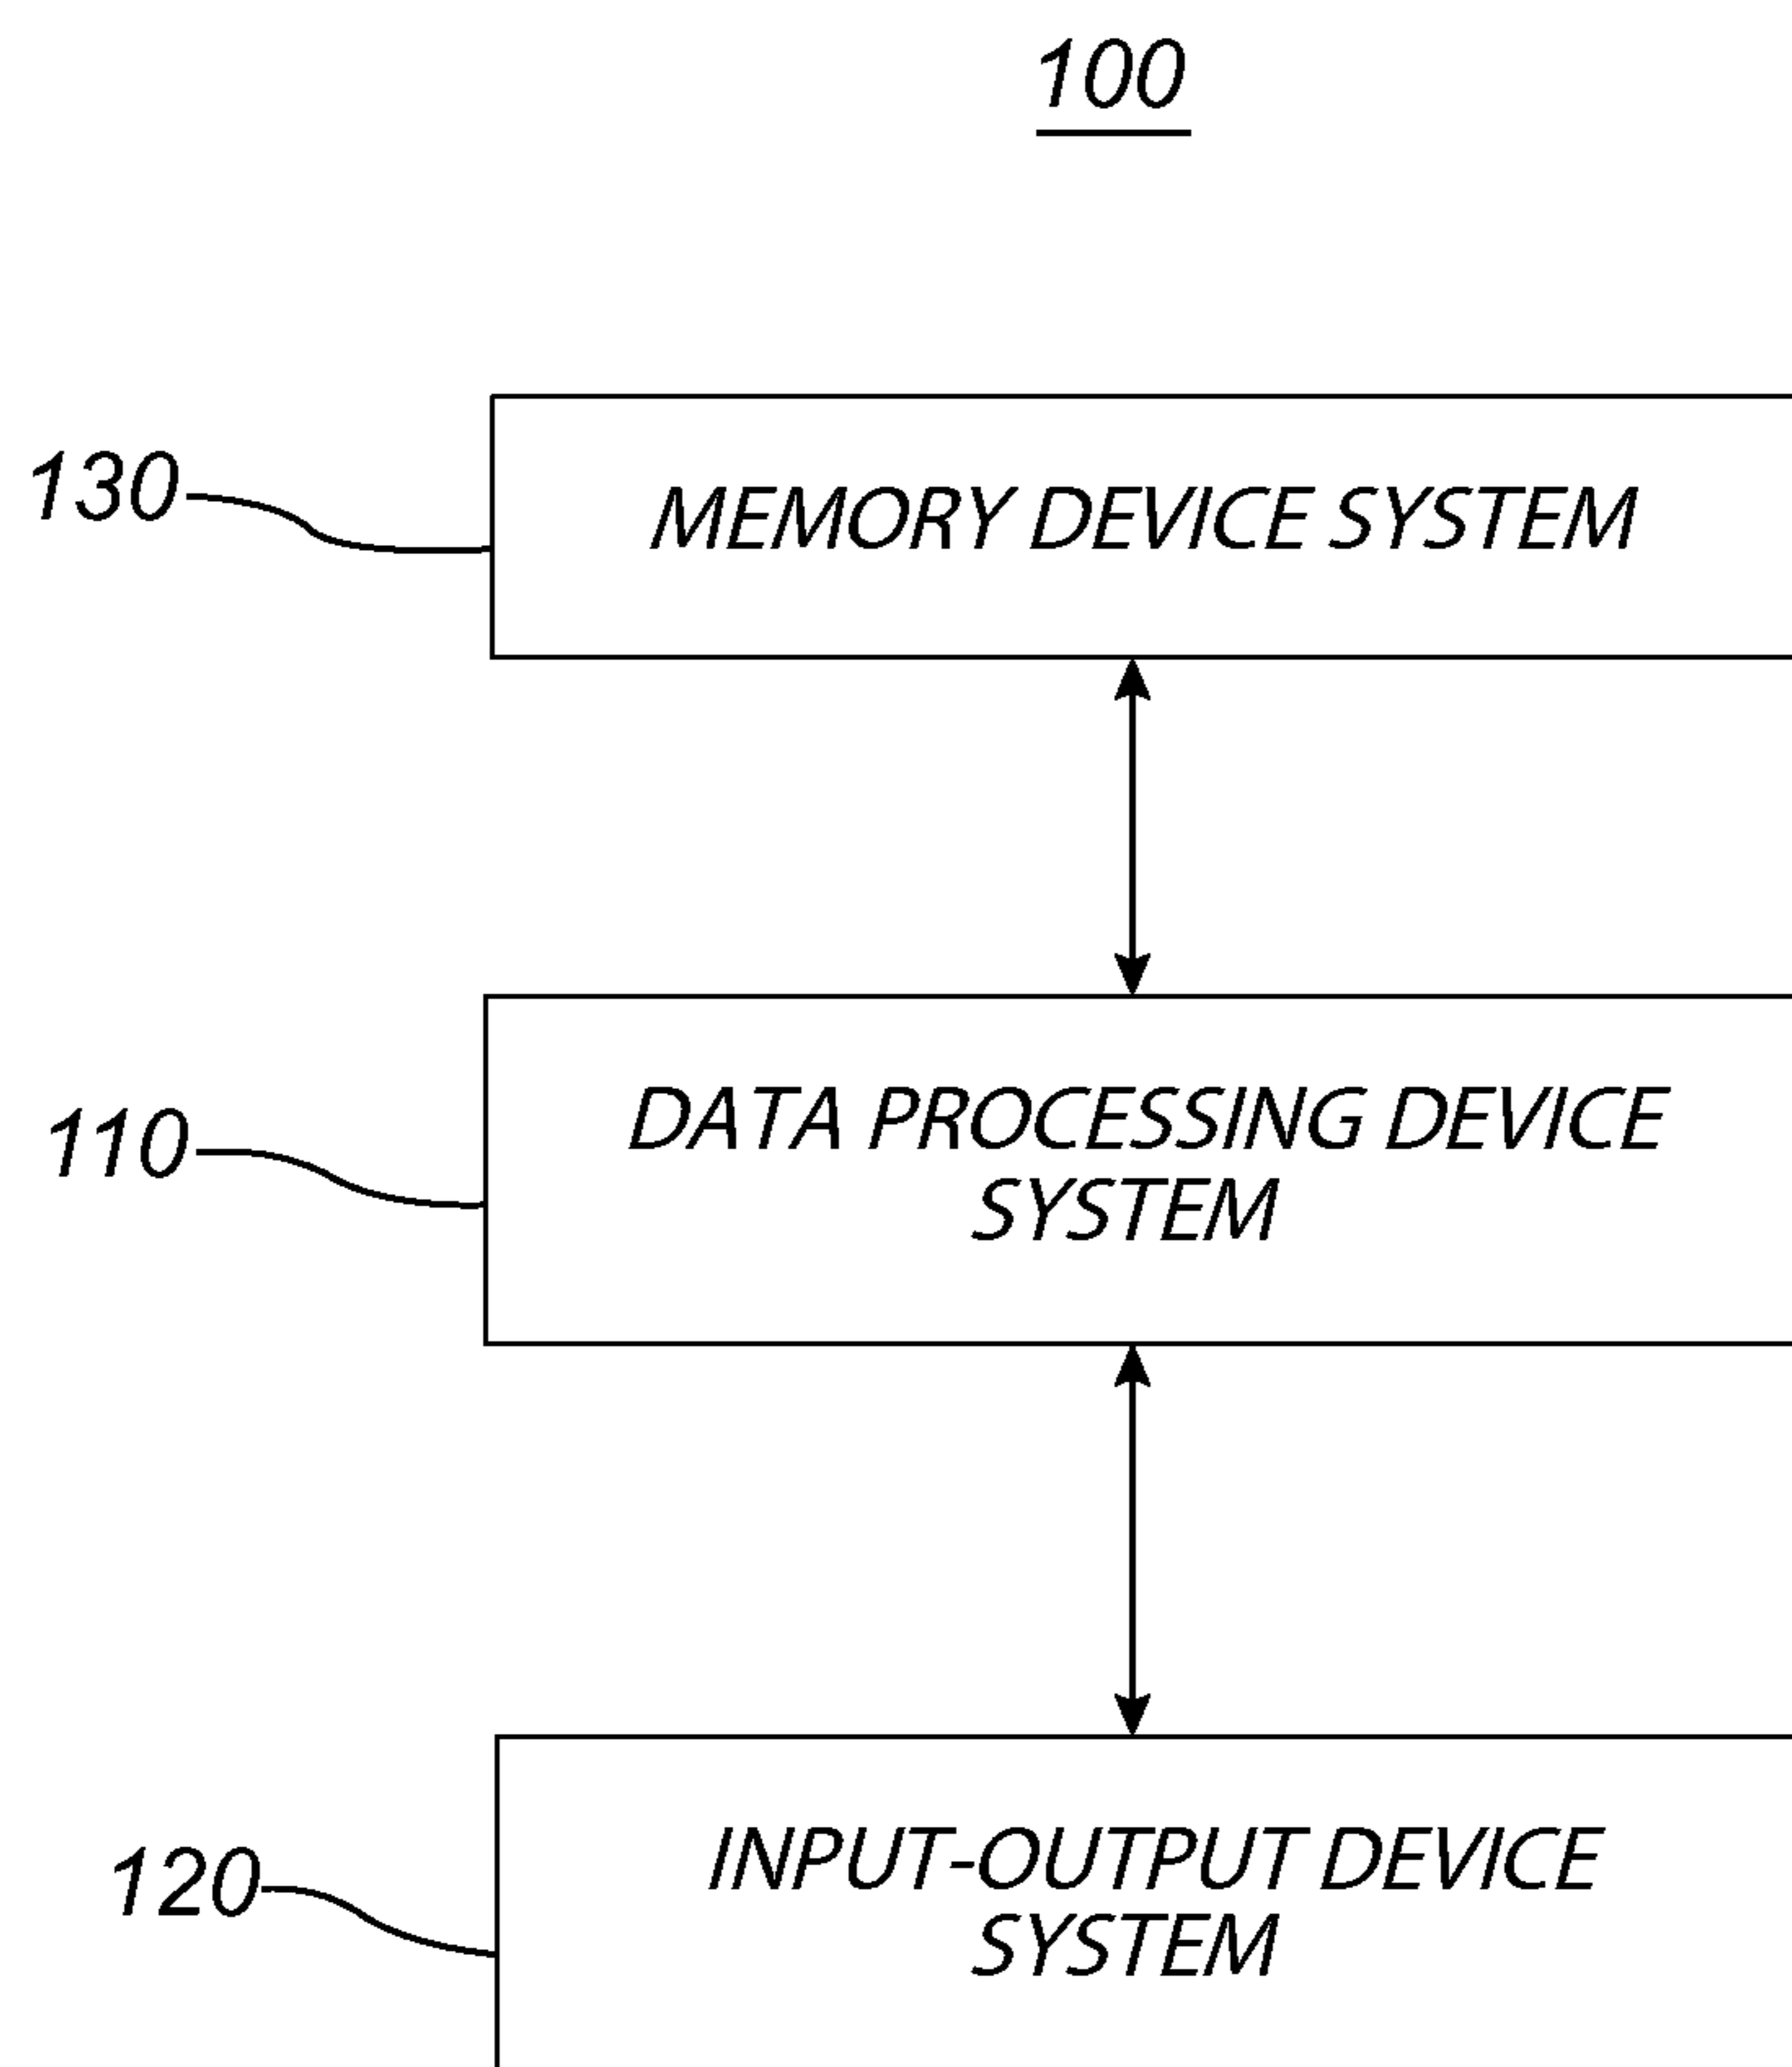 100
130
MEMORY DEVICE SYSTEM
110
DATA PROCESSING DEVICE
SYSTEM
120
INPUT-OUTPUT DEVICE
SYSTEM